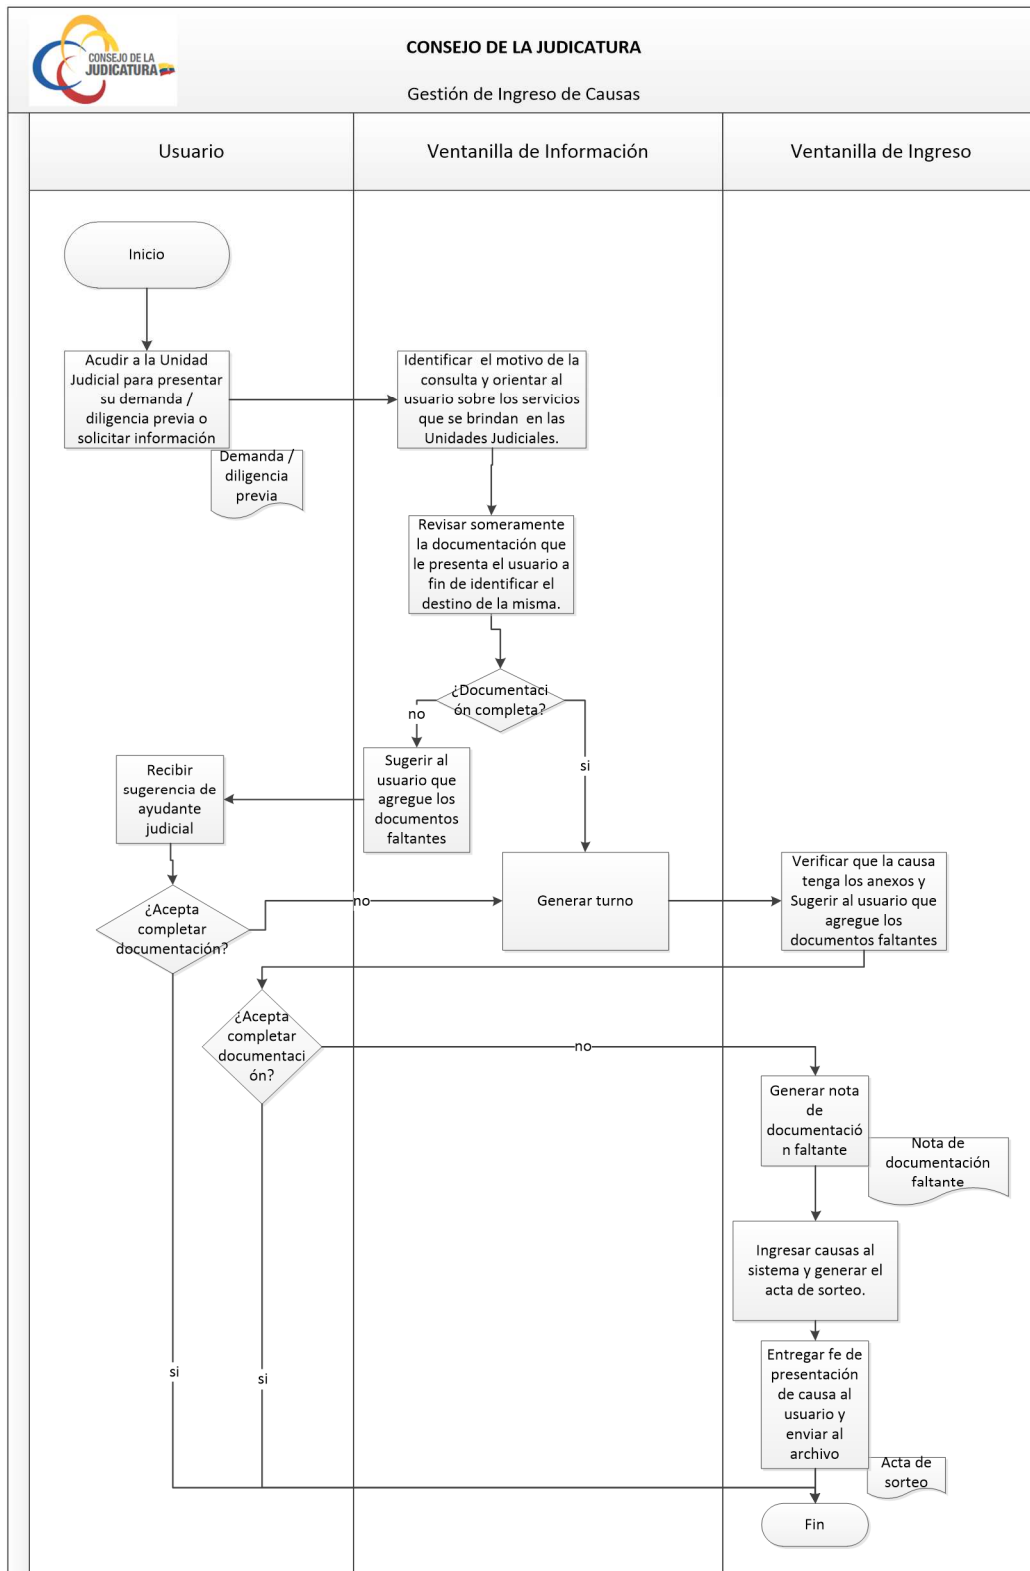 CONSEJO DE LA
JUDICATURA
CONSEJO DE LA JUDICATURA
Gestión de Ingreso de Causas
Usuario
Ventanilla de Información
Ventanilla de Ingreso
Inicio
Acudir a la Unidad
Judicial para presentar
su demanda /
diligencia previa o
solicitar información
Demanda /
diligencia
previa
Identificar el motivo de la
consulta y orientar al
usuario sobre los servicios
que se brindan en las
Unidades Judiciales.
Revisar someramente
la documentación que
le presenta el usuario a
fin de identificar el
destino de la misma.
¿Documentaci
ón completa?
no
si
Sugerir al
usuario que
agregue los
documentos
faltantes
Recibir
sugerencia de
ayudante
judicial
¿Acepta
completar
documentación?
no
Generar turno
Verificar que la causa
tenga los anexos y
Sugerir al usuario que
agregue los
documentos faltantes
¿Acepta
completar
documentaci
ón?
no
Generar nota
de
documentació
n faltante
Nota de
documentación
faltante
Ingresar causas al
sistema y generar el
acta de sorteo.
Entregar fe de
presentación
de causa al
usuario y
enviar al
archivo
Acta de
sorteo
si
si
Fin